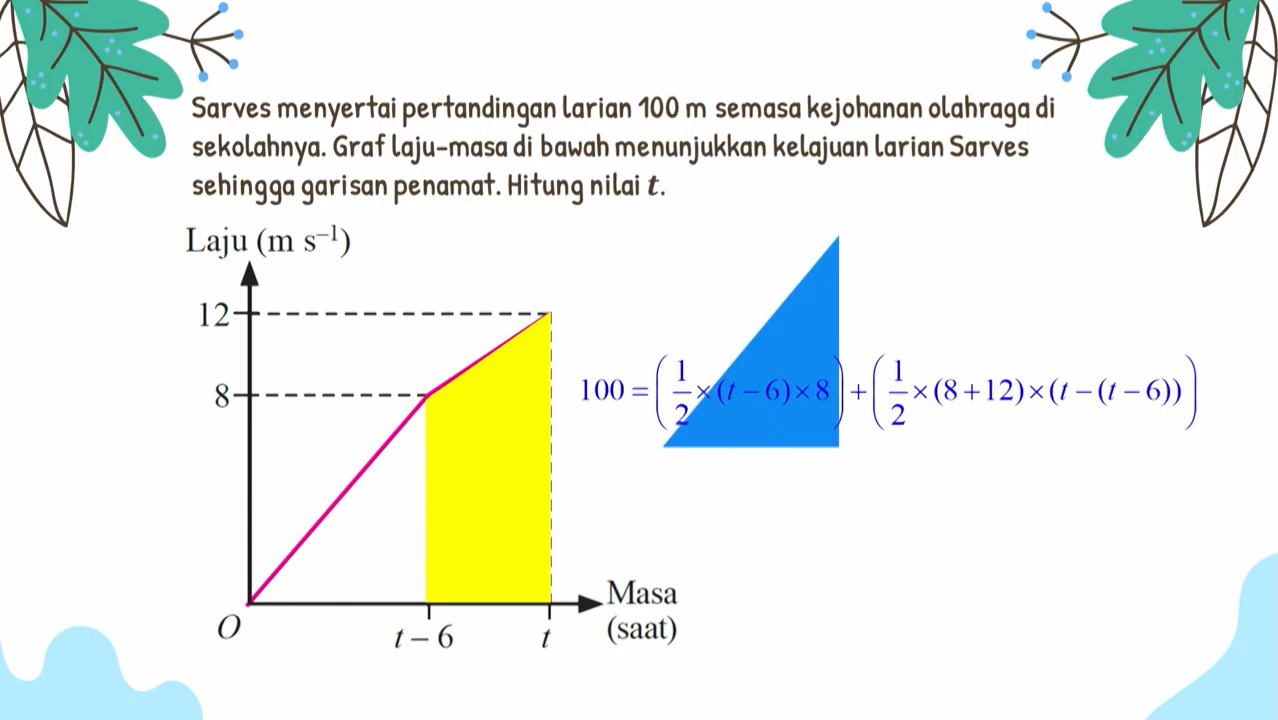 Sarves menyertai pertandingan larian 100 m semasa kejohanan olahraga di
sekolahnya. Graf laju-masa di bawah menunjukkan kelajuan larian Sarves
sehingga garisan penamat. Hitung nilai t.
Laju (m s⁻¹)
12
8
100 = (1/2 × (t − 6) × 8) + (1/2 × (8 + 12) × (t − (t − 6)))
Masa
(saat)
O
t − 6
t